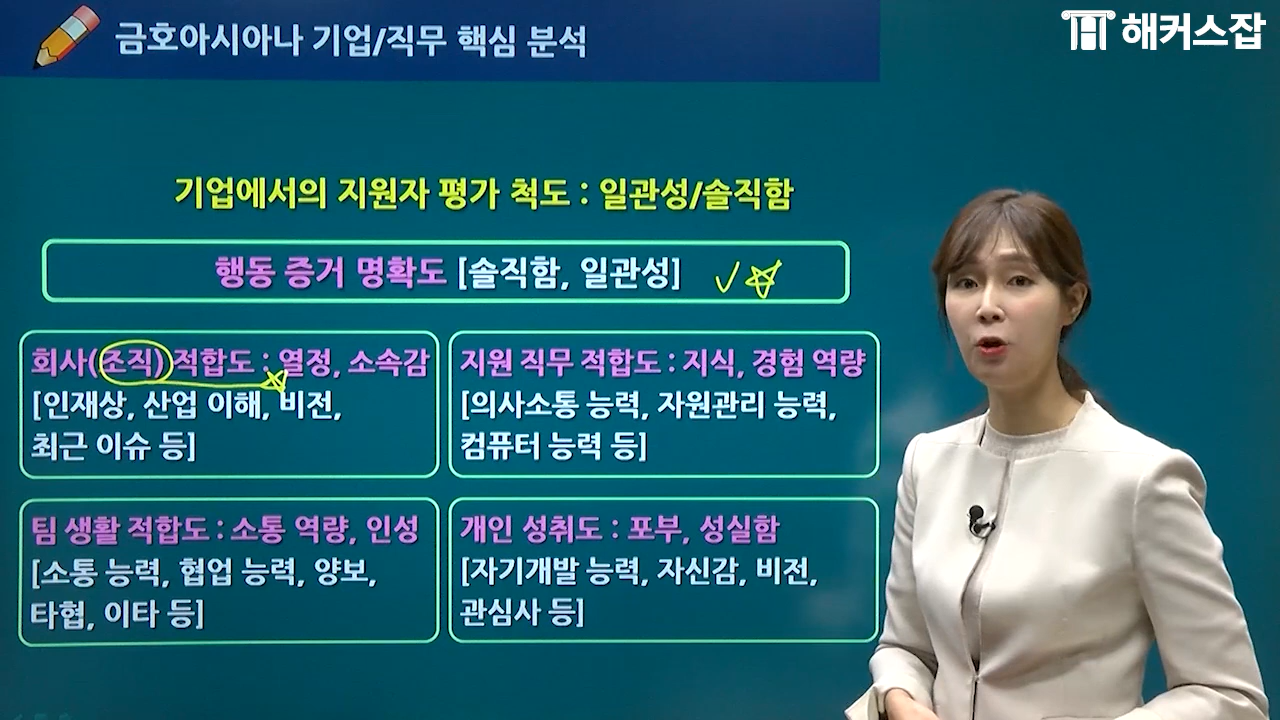 금호아시아나 기업/직무 핵심 분석
해커스잡
기업에서의 지원자 평가 척도 : 일관성/솔직함
행동 증거 명확도 [솔직함, 일관성]
회사(조직) 적합도 : 열정, 소속감
[인재상, 산업 이해, 비전,
최근 이슈 등]
지원 직무 적합도 : 지식, 경험 역량
[의사소통 능력, 자원관리 능력,
컴퓨터 능력 등]
팀 생활 적합도 : 소통 역량, 인성
[소통 능력, 협업 능력, 양보,
타협, 이타 등]
개인 성취도 : 포부, 성실함
[자기개발 능력, 자신감, 비전,
관심사 등]